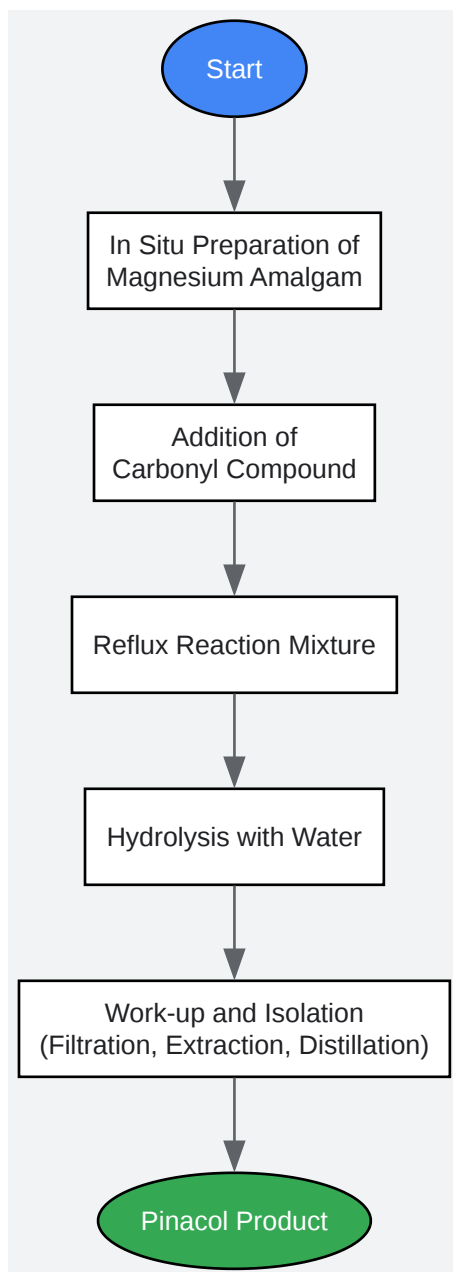 Start
In Situ Preparation of
Magnesium Amalgam
Addition of
Carbonyl Compound
Reflux Reaction Mixture
Hydrolysis with Water
Work-up and Isolation
(Filtration, Extraction, Distillation)
Pinacol Product